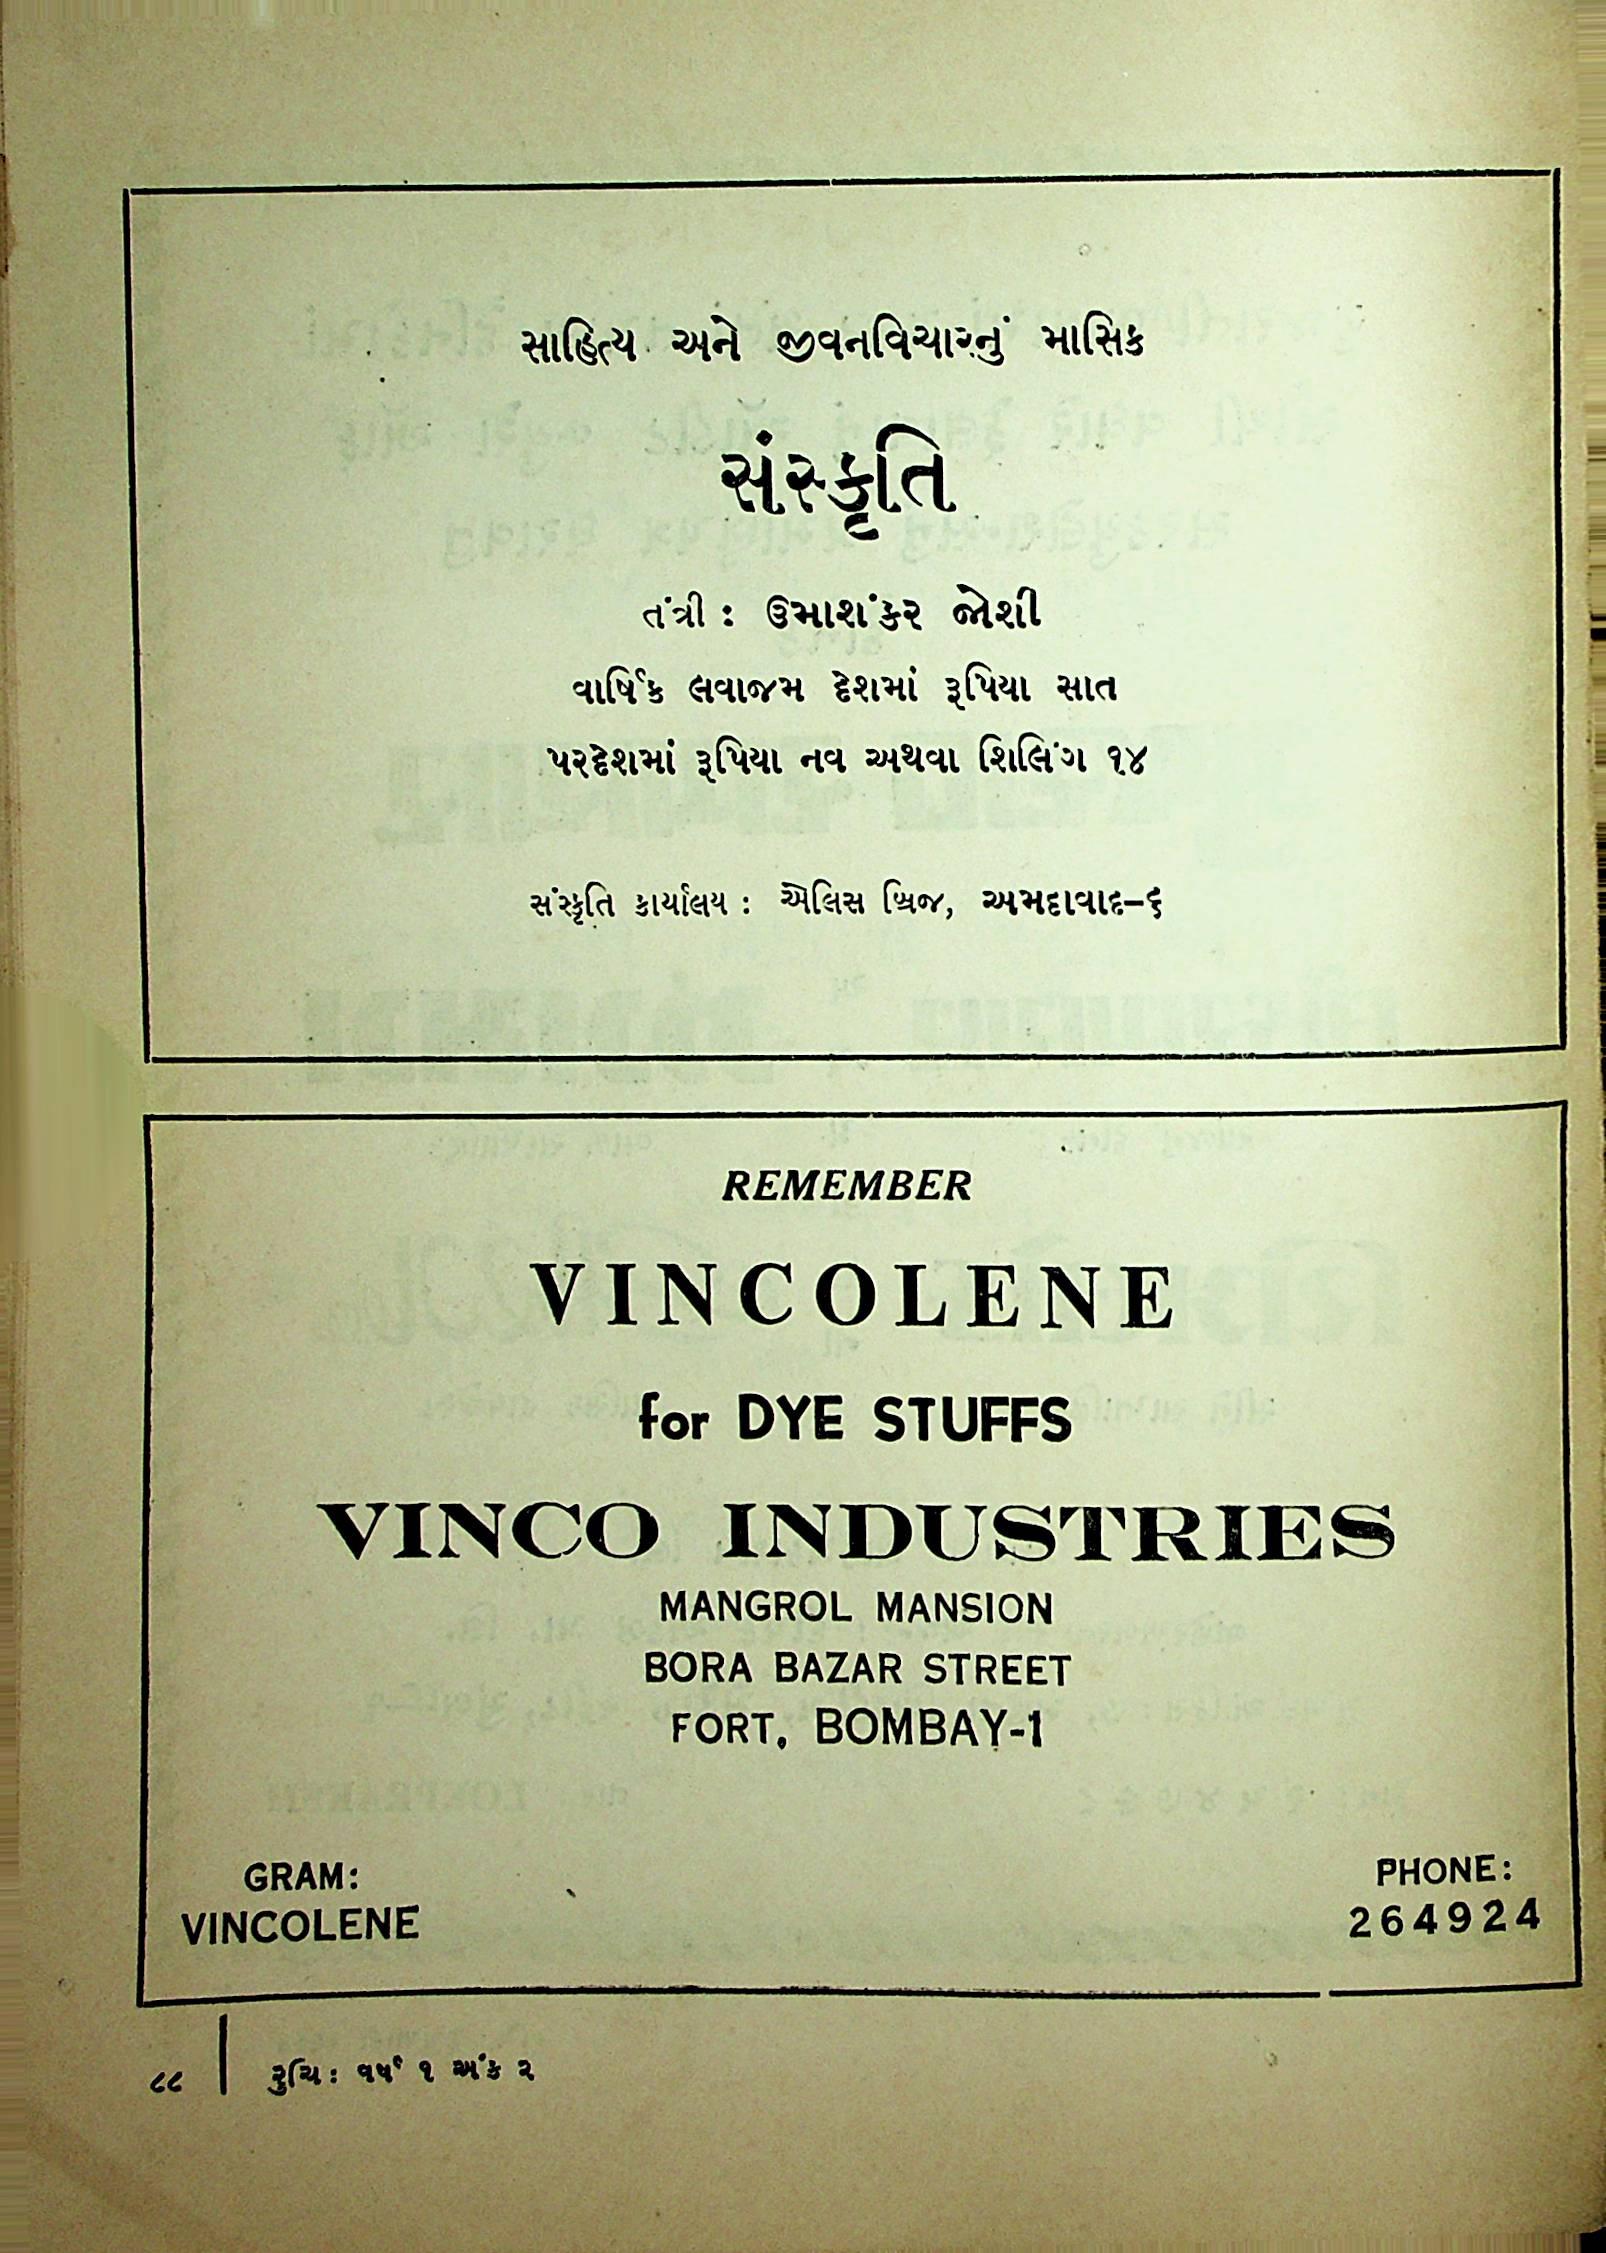 સાહિત્ય અને જીવનવિચારનું માસિક
સંસ્કૃતિ
તંત્રી : ઉમાશંકર જોશી
વાર્ષિક લવાજમ દેશમાં રૂપિયા સાત
પરદેશમાં રૂપિયા નવ અથવા શિલિંગ ૧૪
સંસ્કૃતિ કાર્યાલય : ઍલિસ બ્રિજ, અમદાવાદ–૬
REMEMBER
VINCOLENE
for DYE STUFFS
VINCO INDUSTRIES
MANGROL MANSION
BORA BAZAR STREET
FORT, BOMBAY-1
GRAM:
VINCOLENE
PHONE:
264924
૮૮ | રુચિ : વર્ષ ૧ અંક ૨